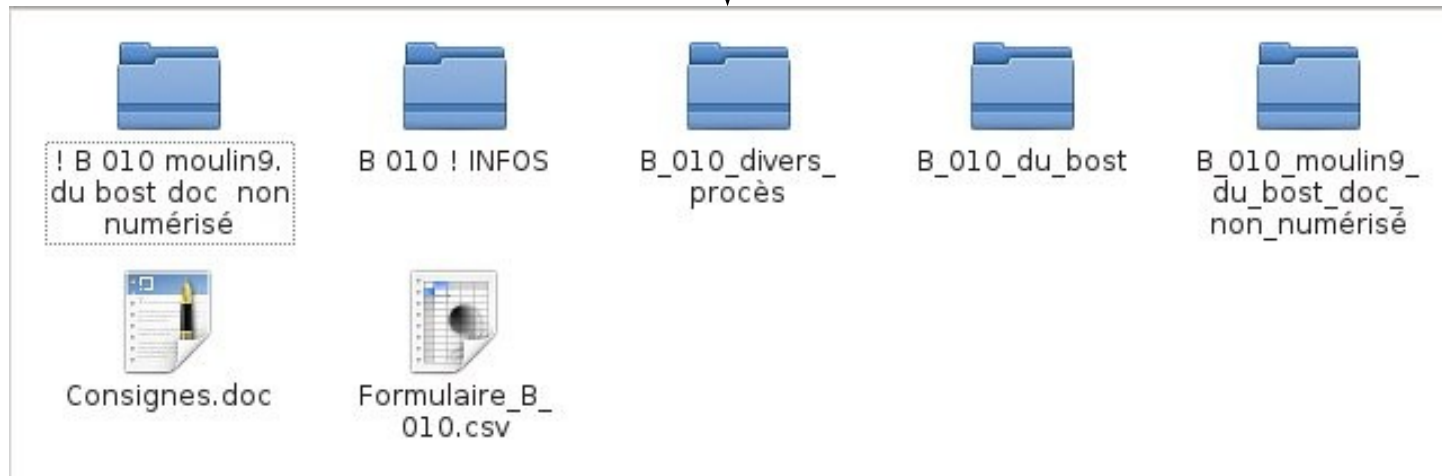 ! B 010 moulin9.
du bost doc  non
numérisé
B 010 ! INFOS
B_010_divers_
procès
B_010_du_bost
B_010_moulin9_
du_bost_doc_
non_numérisé
Consignes.doc
Formulaire_B_
010.csv